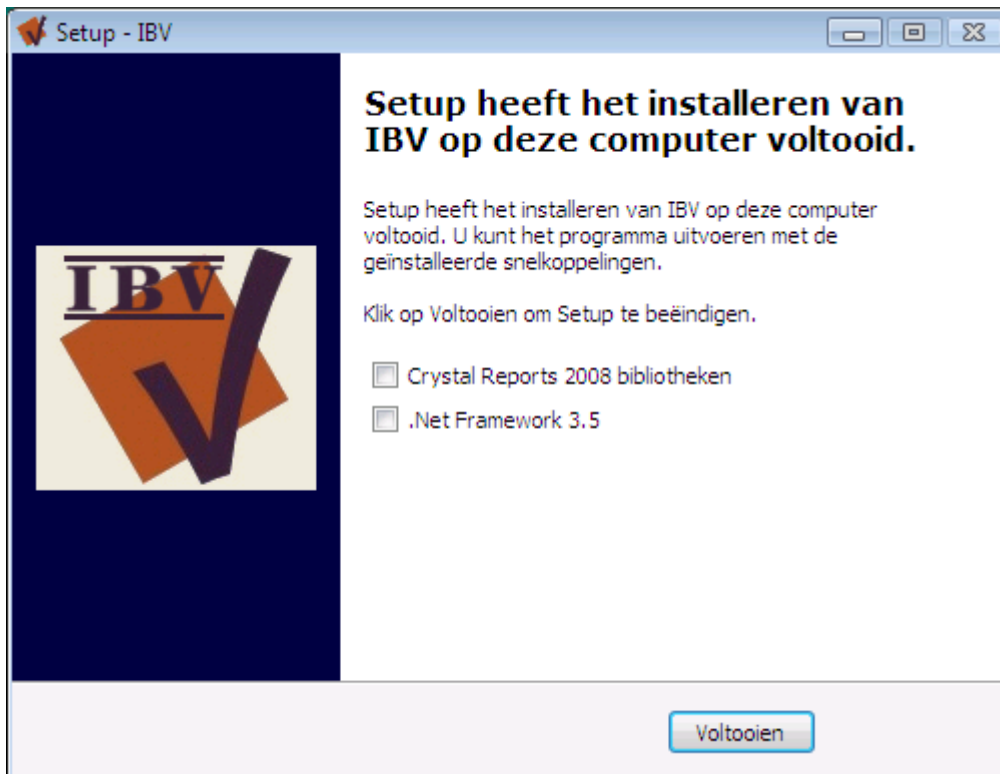 Setup - IBV
Setup heeft het installeren van
IBV op deze computer voltooid.
IBV
Setup heeft het installeren van IBV op deze computer
voltooid. U kunt het programma uitvoeren met de
geïnstalleerde snelkoppelingen.
Klik op Voltooien om Setup te beëindigen.
Crystal Reports 2008 bibliotheken
.Net Framework 3.5
Voltooien